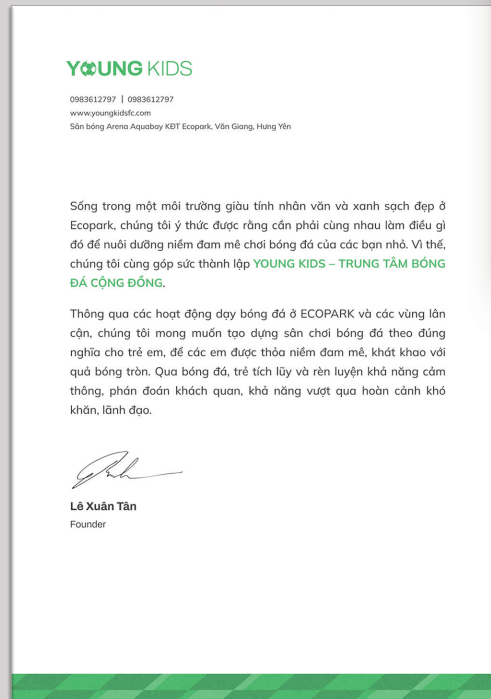 YOUNG KIDS
0983612797 | 0983612797
www.youngkidsfc.com
Sân bóng Arena Aquabay KĐT Ecopark, Văn Giang, Hưng Yên
Sống trong một môi trường giàu tính nhân văn và xanh sạch đẹp ở
Ecopark, chúng tôi ý thức được rằng cần phải cùng nhau làm điều gì
đó để nuôi dưỡng niềm đam mê chơi bóng đá của các bạn nhỏ. Vì thế,
chúng tôi cùng góp sức thành lập YOUNG KIDS – TRUNG TÂM BÓNG
ĐÁ CỘNG ĐỒNG.
Thông qua các hoạt động dạy bóng đá ở ECOPARK và các vùng lân
cận, chúng tôi mong muốn tạo dựng sân chơi bóng đá theo đúng
nghĩa cho trẻ em, để các em được thỏa niềm đam mê, khát khao với
quả bóng tròn. Qua bóng đá, trẻ tích lũy và rèn luyện khả năng cảm
thông, phán đoán khách quan, khả năng vượt qua hoàn cảnh khó
khăn, lãnh đạo.
Lê Xuân Tân
Founder